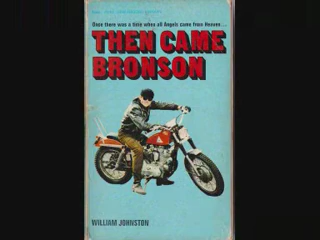 Once there was a time when all Angels came from Heaven...
THEN CAME
BRONSON
WILLIAM JOHNSTON